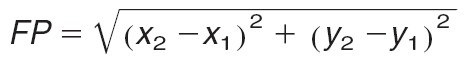 FP = √(x₂ − x₁)² + (y₂ − y₁)²